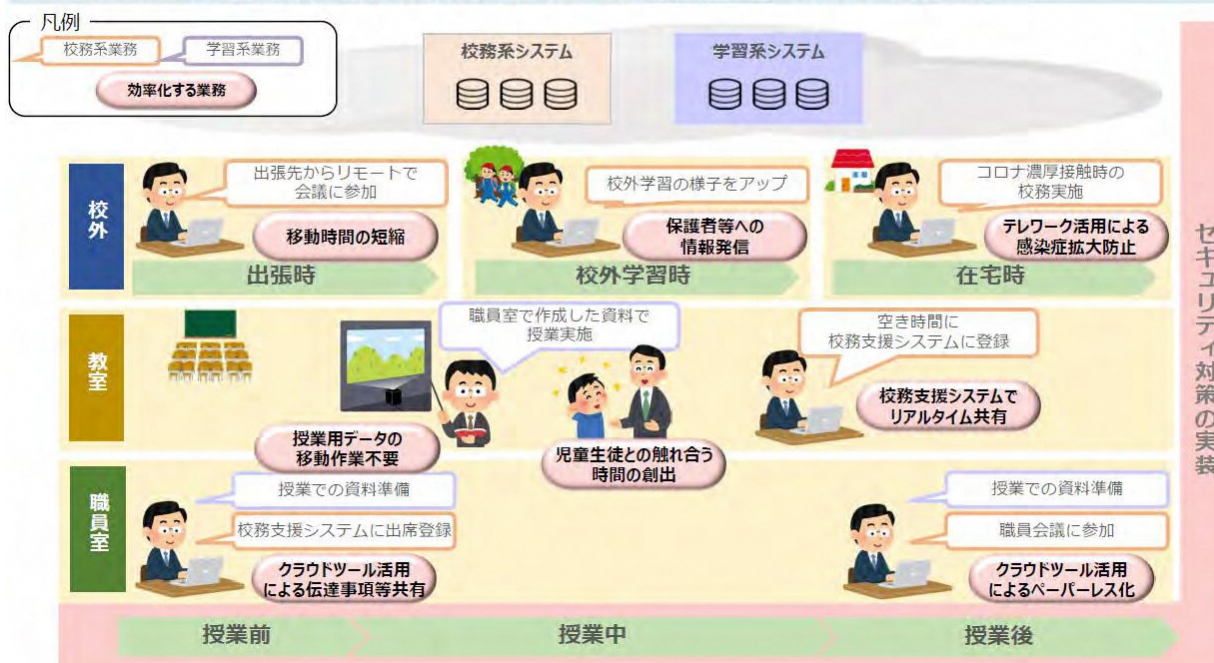 凡例
校務系業務
学習系業務
効率化する業務
校務系システム
学習系システム
校外
出張先からリモートで
会議に参加
移動時間の短縮
出張時
校外学習の様子をアップ
保護者等への
情報発信
校外学習時
コロナ濃厚接触時の
校務実施
テレワーク活用による
感染症拡大防止
在宅時
教室
授業用データの
移動作業不要
職員室で作成した資料で
授業実施
児童生徒との触れ合う
時間の創出
空き時間に
校務支援システムに登録
校務支援システムで
リアルタイム共有
職員室
授業での資料準備
校務支援システムに出席登録
クラウドツール活用
による伝達事項等共有
授業での資料準備
職員会議に参加
クラウドツール活用
によるペーパーレス化
授業前
授業中
授業後
セキュリティ対策の実装